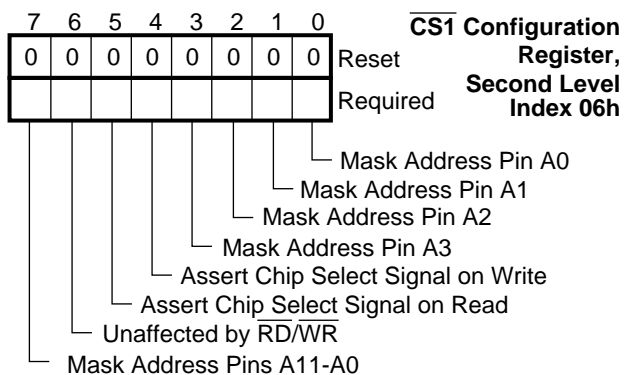 7 6 5 4 3 2 1 0
CS1 Configuration
Register,
Second Level
Index 06h
0 0 0 0 0 0 0 0 Reset
Required
Mask Address Pin A0
Mask Address Pin A1
Mask Address Pin A2
Mask Address Pin A3
Assert Chip Select Signal on Write
Assert Chip Select Signal on Read
Unaffected by RD/WR
Mask Address Pins A11-A0